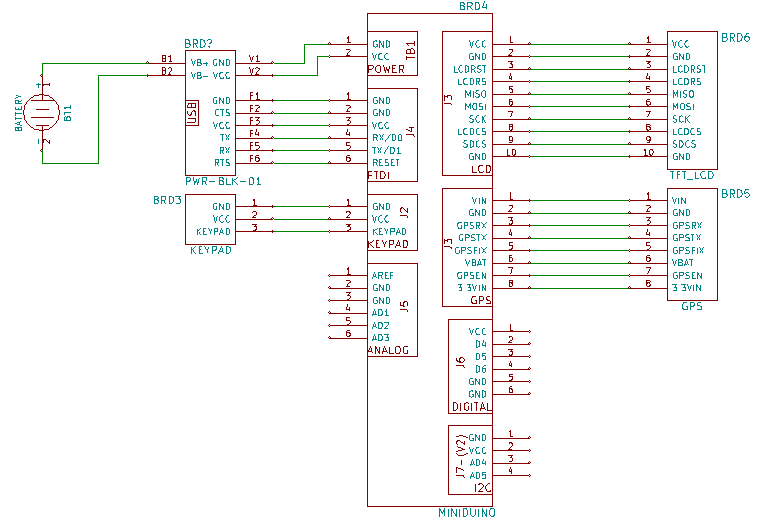 BRD4
BRD?
B1 VB+ GND V1
B2 VB- VCC V2
USB
GND F1
CTS F2
VCC F3
TX F4
RX F5
RTS F6
PWR-BLK-01
BATTERY
+
1
BT1
-
2
BRD3
GND 1
VCC 2
KEYPAD 3
KEYPAD
1 GND
2 VCC
TB1
POWER
1 GND
2 GND
3 VCC
4 RX/D0
5 TX/D1
6 RESET
J4
FTDI
1 GND
2 VCC
3 KEYPAD
J2
KEYPAD
1 AREF
2 GND
3 GND
4 AD1
5 AD2
6 AD3
J5
ANALOG
J3
VCC 1
GND 2
LCDRST 3
LCDRS 4
MISO 5
MOSI 6
SCK 7
LCDCS 8
SDCS 9
GND 10
LCD
J3
VIN 1
GND 2
GPSRX 3
GPSTX 4
GPSFIX 5
VBAT 6
GPSEN 7
3.3VIN 8
GPS
J6
VCC 1
D4 2
D5 3
D6 4
GND 5
GND 6
DIGITAL
J7-(V2)
GND 1
VCC 2
AD4 3
AD5 4
I2C
MINIDUINO
BRD6
1 VCC
2 GND
3 LCDRST
4 LCDRS
5 MISO
6 MOSI
7 SCK
8 LCDCS
9 SDCS
10 GND
TFT_LCD
BRD5
1 VIN
2 GND
3 GPSRX
4 GPSTX
5 GPSFIX
6 VBAT
7 GPSEN
8 3.3VIN
GPS